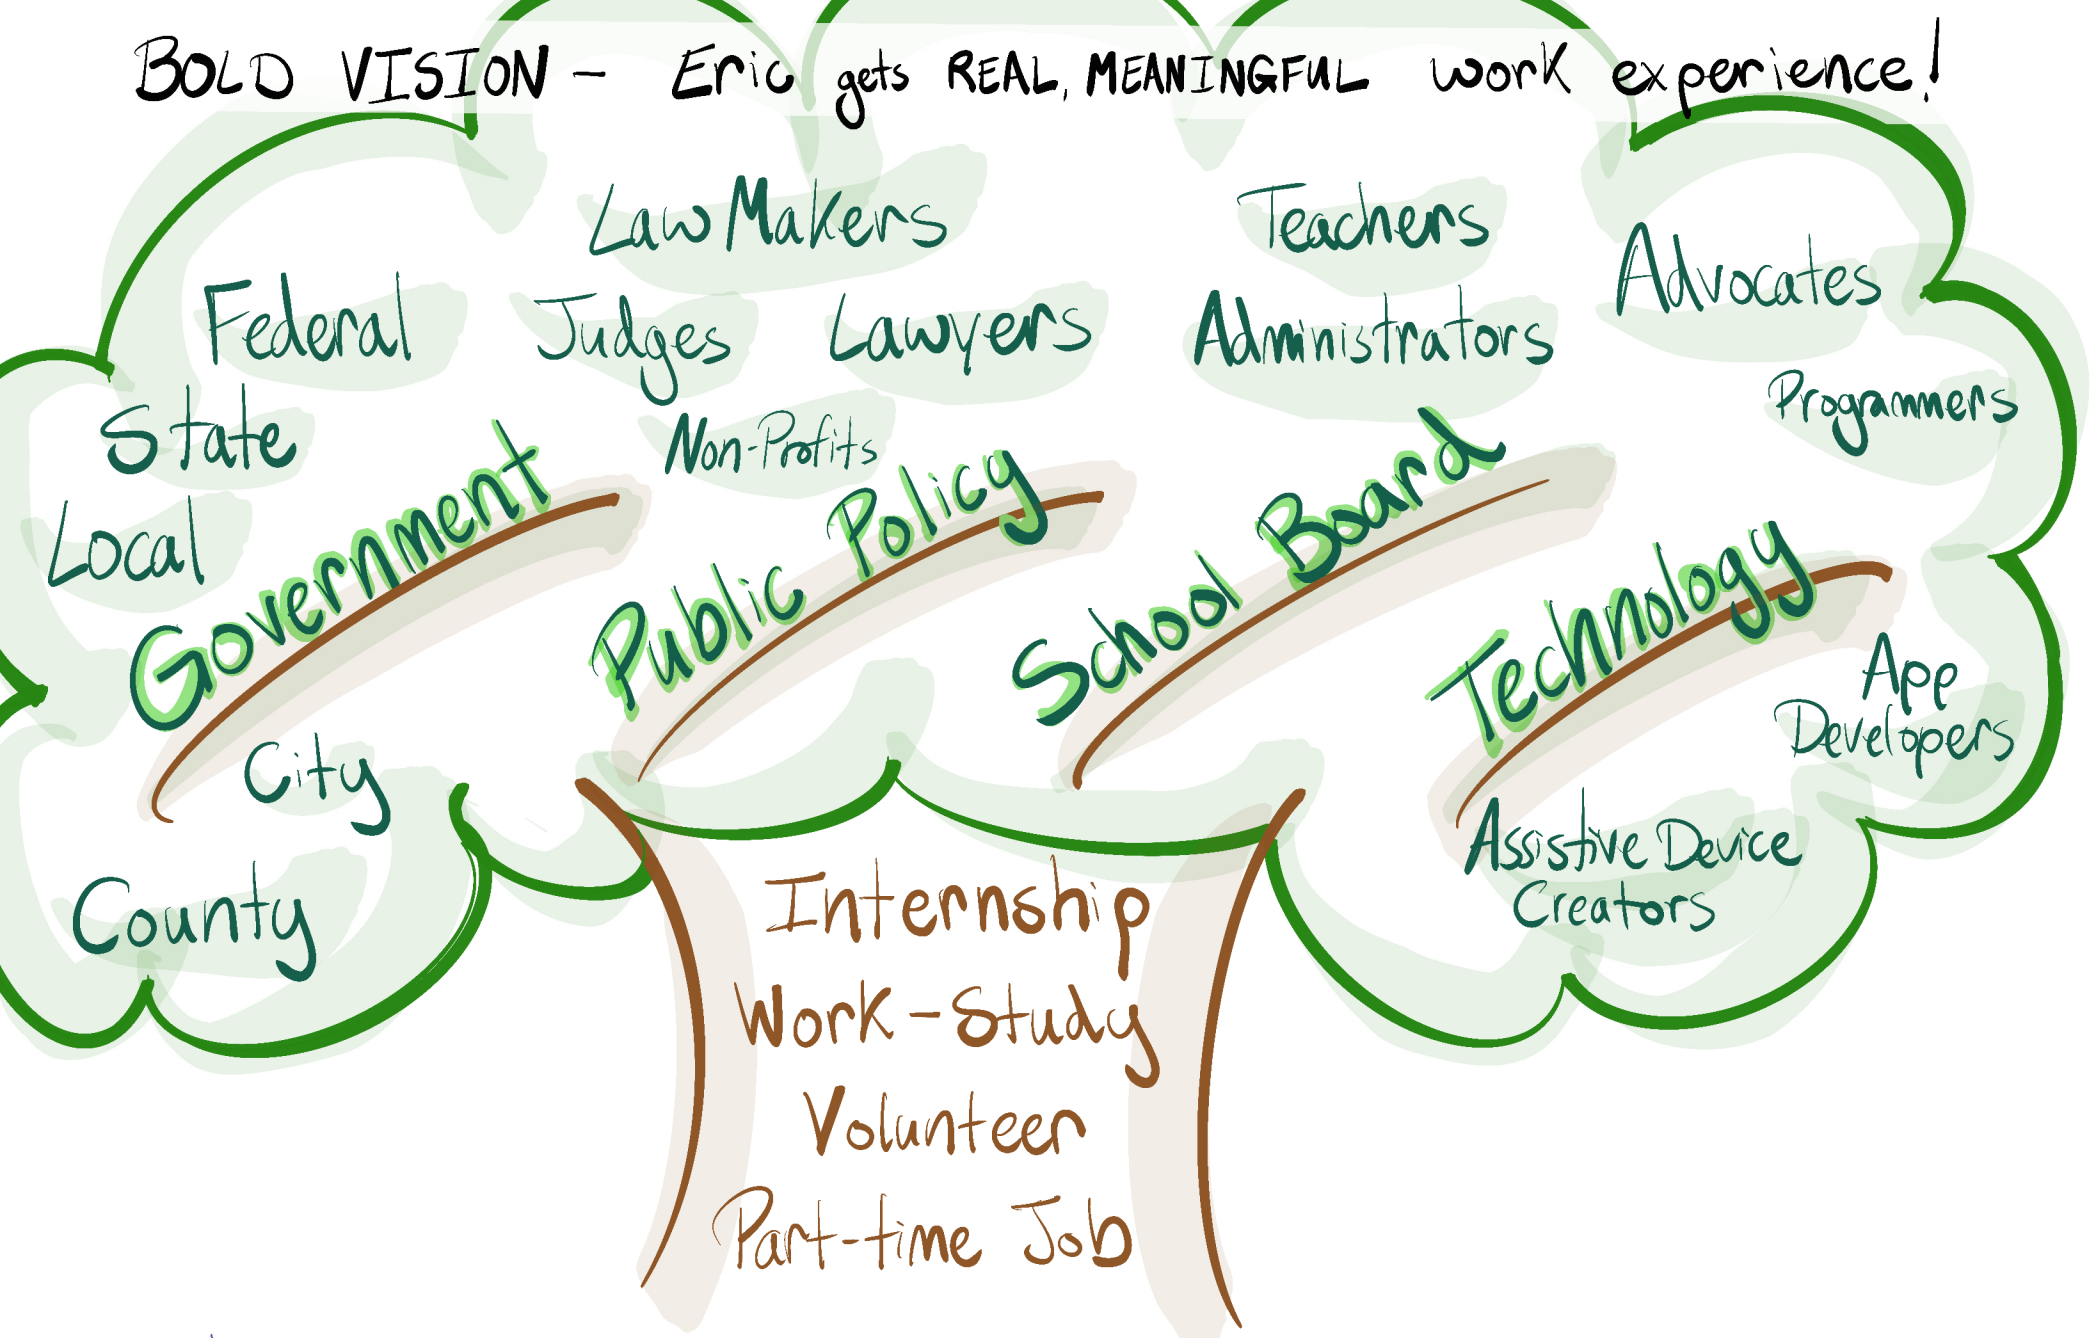 BOLD VISION - Eric gets REAL, MEANINGFUL work experience!
Law Makers
Teachers
Advocates
Federal
Judges
Lawyers
Administrators
Programmers
State
Non-Profits
Local
Government
Public Policy
School Board
Technology
App
Developers
City
County
Assistive Device
Creators
Internship
Work-Study
Volunteer
Part-time Job